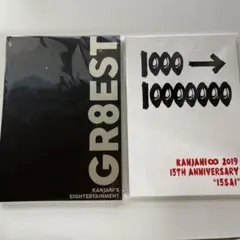 GR8EST
KANJANI'S
EIGHTERTAINMENT
1000 →
10000000
KANJANI∞ 2019
15TH ANNIVERSARY
"15SAI"